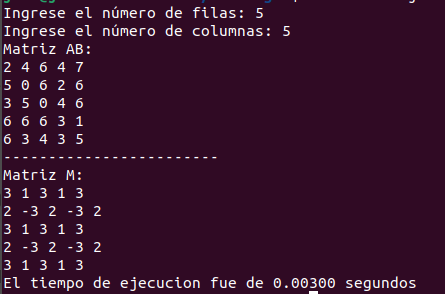 Ingrese el número de filas: 5
Ingrese el número de columnas: 5
Matriz AB:
2 4 6 4 7
5 0 6 2 6
3 5 0 4 6
6 6 6 3 1
6 3 4 3 5
------------------------
Matriz M:
3 1 3 1 3
2 -3 2 -3 2
3 1 3 1 3
2 -3 2 -3 2
3 1 3 1 3
El tiempo de ejecucion fue de 0.00300 segundos